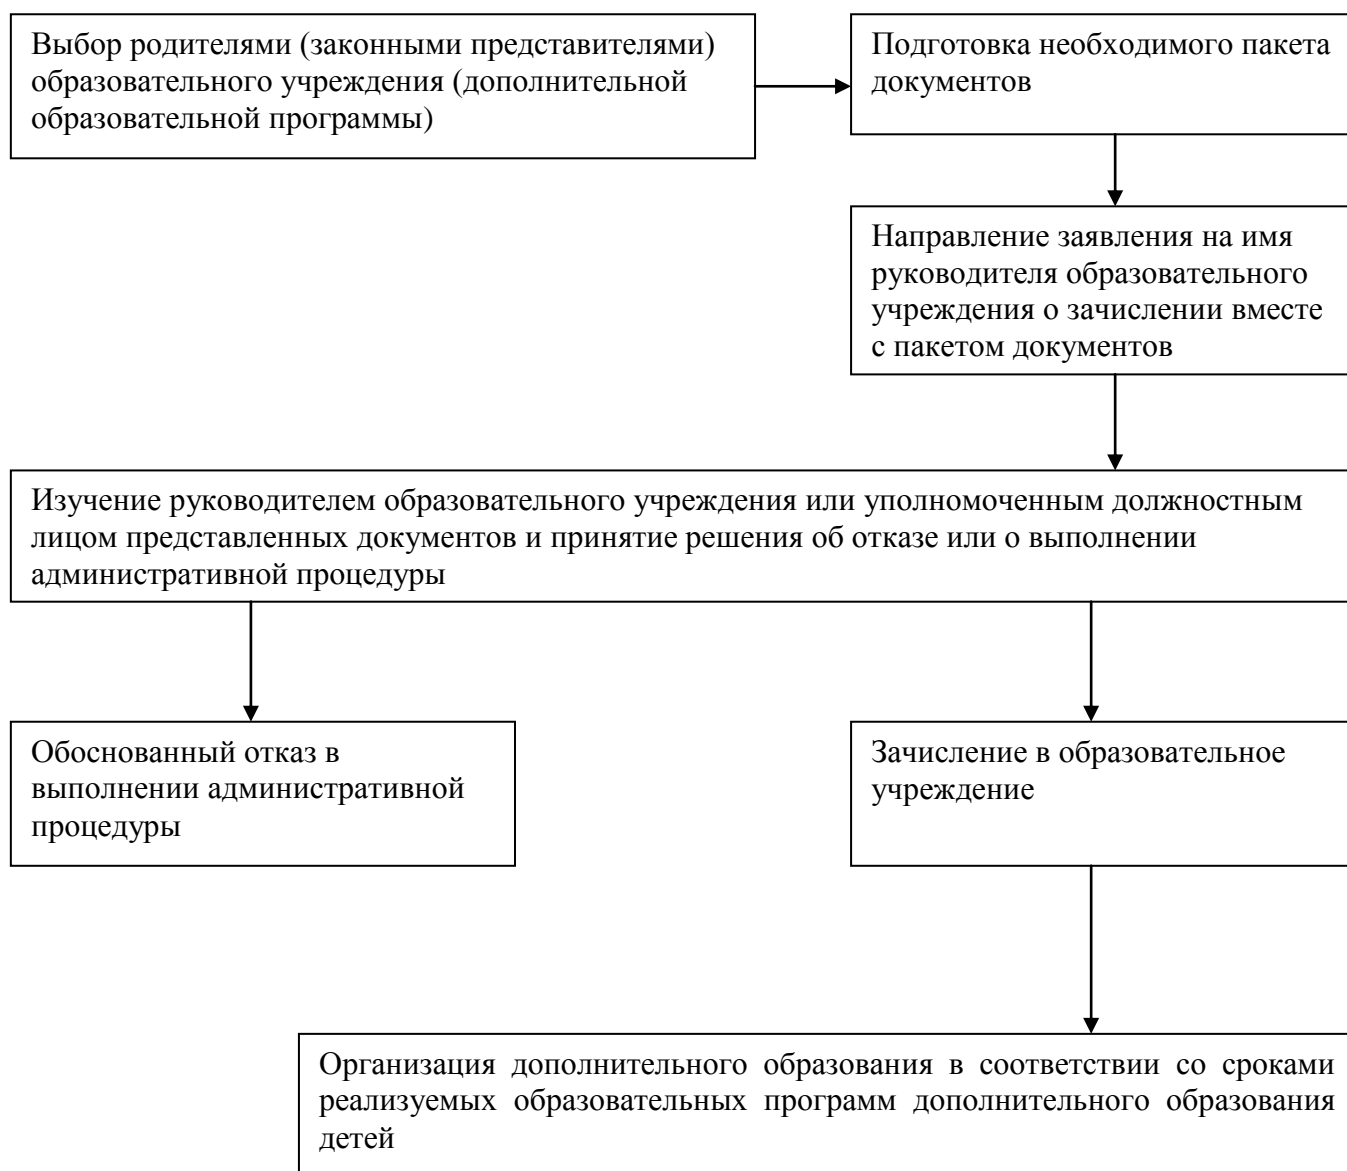 Выбор родителями (законными представителями)
образовательного учреждения (дополнительной
образовательной программы)
Подготовка необходимого пакета
документов
Направление заявления на имя
руководителя образовательного
учреждения о зачислении вместе
с пакетом документов
Изучение руководителем образовательного учреждения или уполномоченным должностным
лицом представленных документов и принятие решения об отказе или о выполнении
административной процедуры
Обоснованный отказ в
выполнении административной
процедуры
Зачисление в образовательное
учреждение
Организация дополнительного образования в соответствии со сроками
реализуемых образовательных программ дополнительного образования
детей